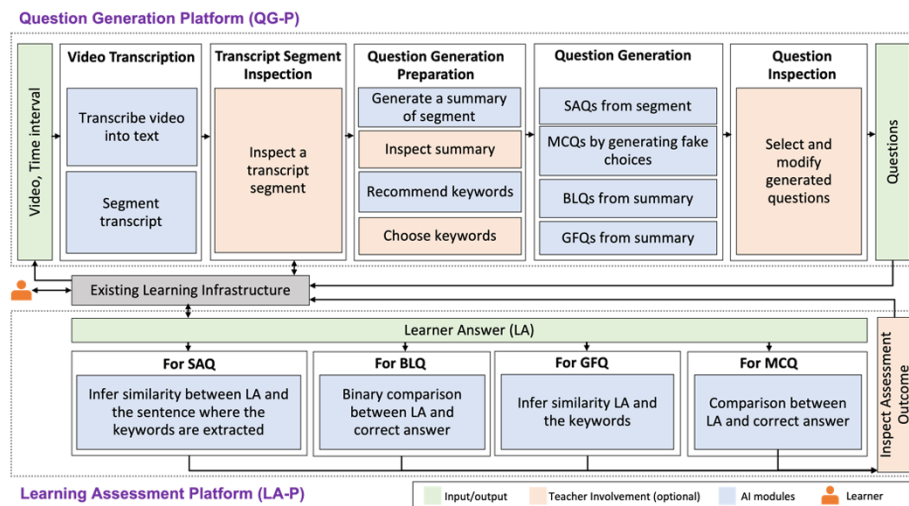 Question Generation Platform (QG-P)
Video, Time interval
Video Transcription
Transcribe video
into text
Segment
transcript
Transcript Segment
Inspection
Inspect a
transcript
segment
Question Generation
Preparation
Generate a summary
of segment
Inspect summary
Recommend keywords
Choose keywords
Question Generation
SAQs from segment
MCQs by generating fake
choices
BLQs from summary
GFQs from summary
Question
Inspection
Select and
modify
generated
questions
Questions
Existing Learning Infrastructure
Learner Answer (LA)
For SAQ
Infer similarity between LA and
the sentence where the
keywords are extracted
For BLQ
Binary comparison
between LA and
correct answer
For GFQ
Infer similarity LA and
the keywords
For MCQ
Comparison between
LA and correct answer
Inspect Assessment
Outcome
Learning Assessment Platform (LA-P)
Input/output
Teacher Involvement (optional)
AI modules
Learner